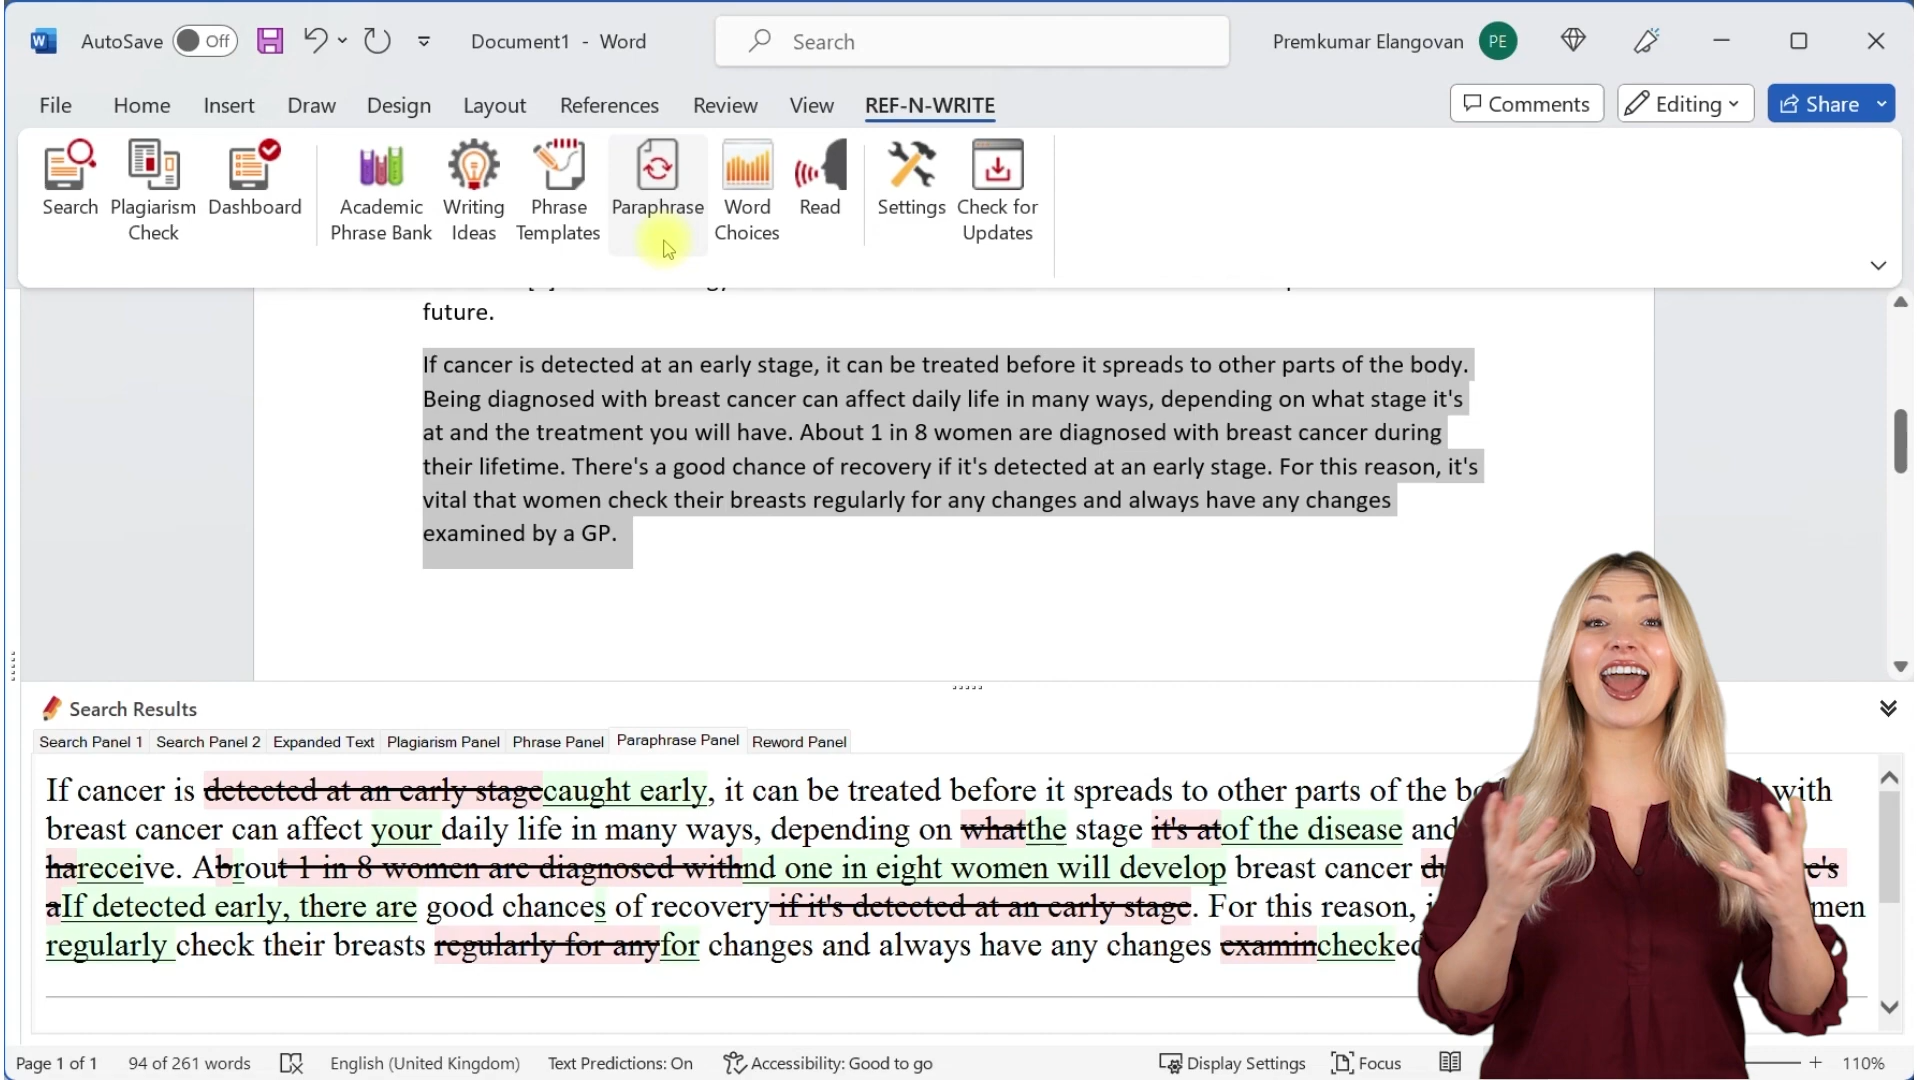 AutoSave Off Document1 - Word Search Premkumar Elangovan PE
File Home Insert Draw Design Layout References Review View REF-N-WRITE Comments Editing Share
Search Plagiarism Check Dashboard Academic Phrase Bank Writing Ideas Phrase Templates Paraphrase Word Choices Read Settings Check for Updates
future.
If cancer is detected at an early stage, it can be treated before it spreads to other parts of the body.
Being diagnosed with breast cancer can affect daily life in many ways, depending on what stage it's
at and the treatment you will have. About 1 in 8 women are diagnosed with breast cancer during
their lifetime. There's a good chance of recovery if it's detected at an early stage. For this reason, it's
vital that women check their breasts regularly for any changes and always have any changes
examined by a GP.
Search Results
Search Panel 1 Search Panel 2 Expanded Text Plagiarism Panel Phrase Panel Paraphrase Panel Reword Panel
If cancer is detected at an early stagecaught early, it can be treated before it spreads to other parts of the with
breast cancer can affect your daily life in many ways, depending on whatthe stage it's atof the disease and
hareceive. Abrout 1 in 8 women are diagnosed withnd one in eight women will develop breast cancer
aIf detected early, there are good chances of recovery if it's detected at an early stage. For this reason,
regularly check their breasts regularly for anyfor changes and always have any changes examinchecked
Page 1 of 1 94 of 261 words English (United Kingdom) Text Predictions: On Accessibility: Good to go Display Settings Focus 110%